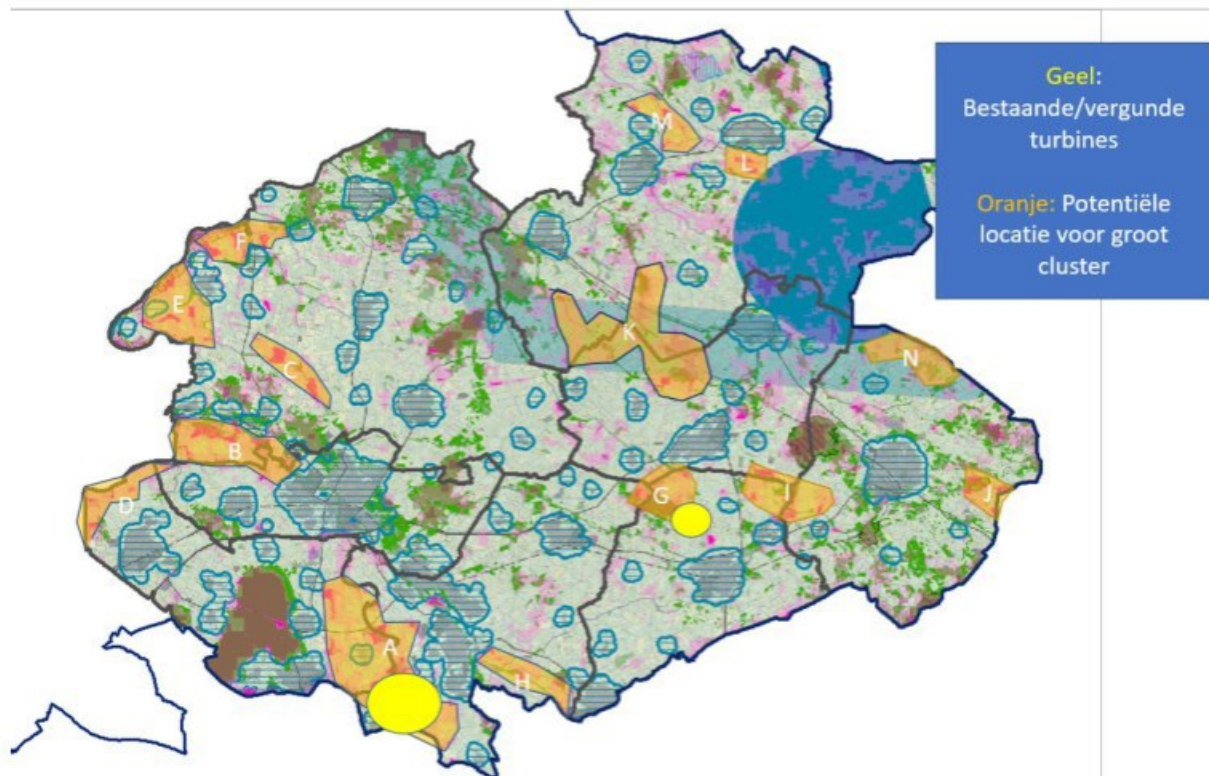 Geel:
Bestaande/vergunde
turbines
Oranje: Potentiële
locatie voor groot
cluster
M
L
F
E
K
N
C
B
D
G
I
J
A
H